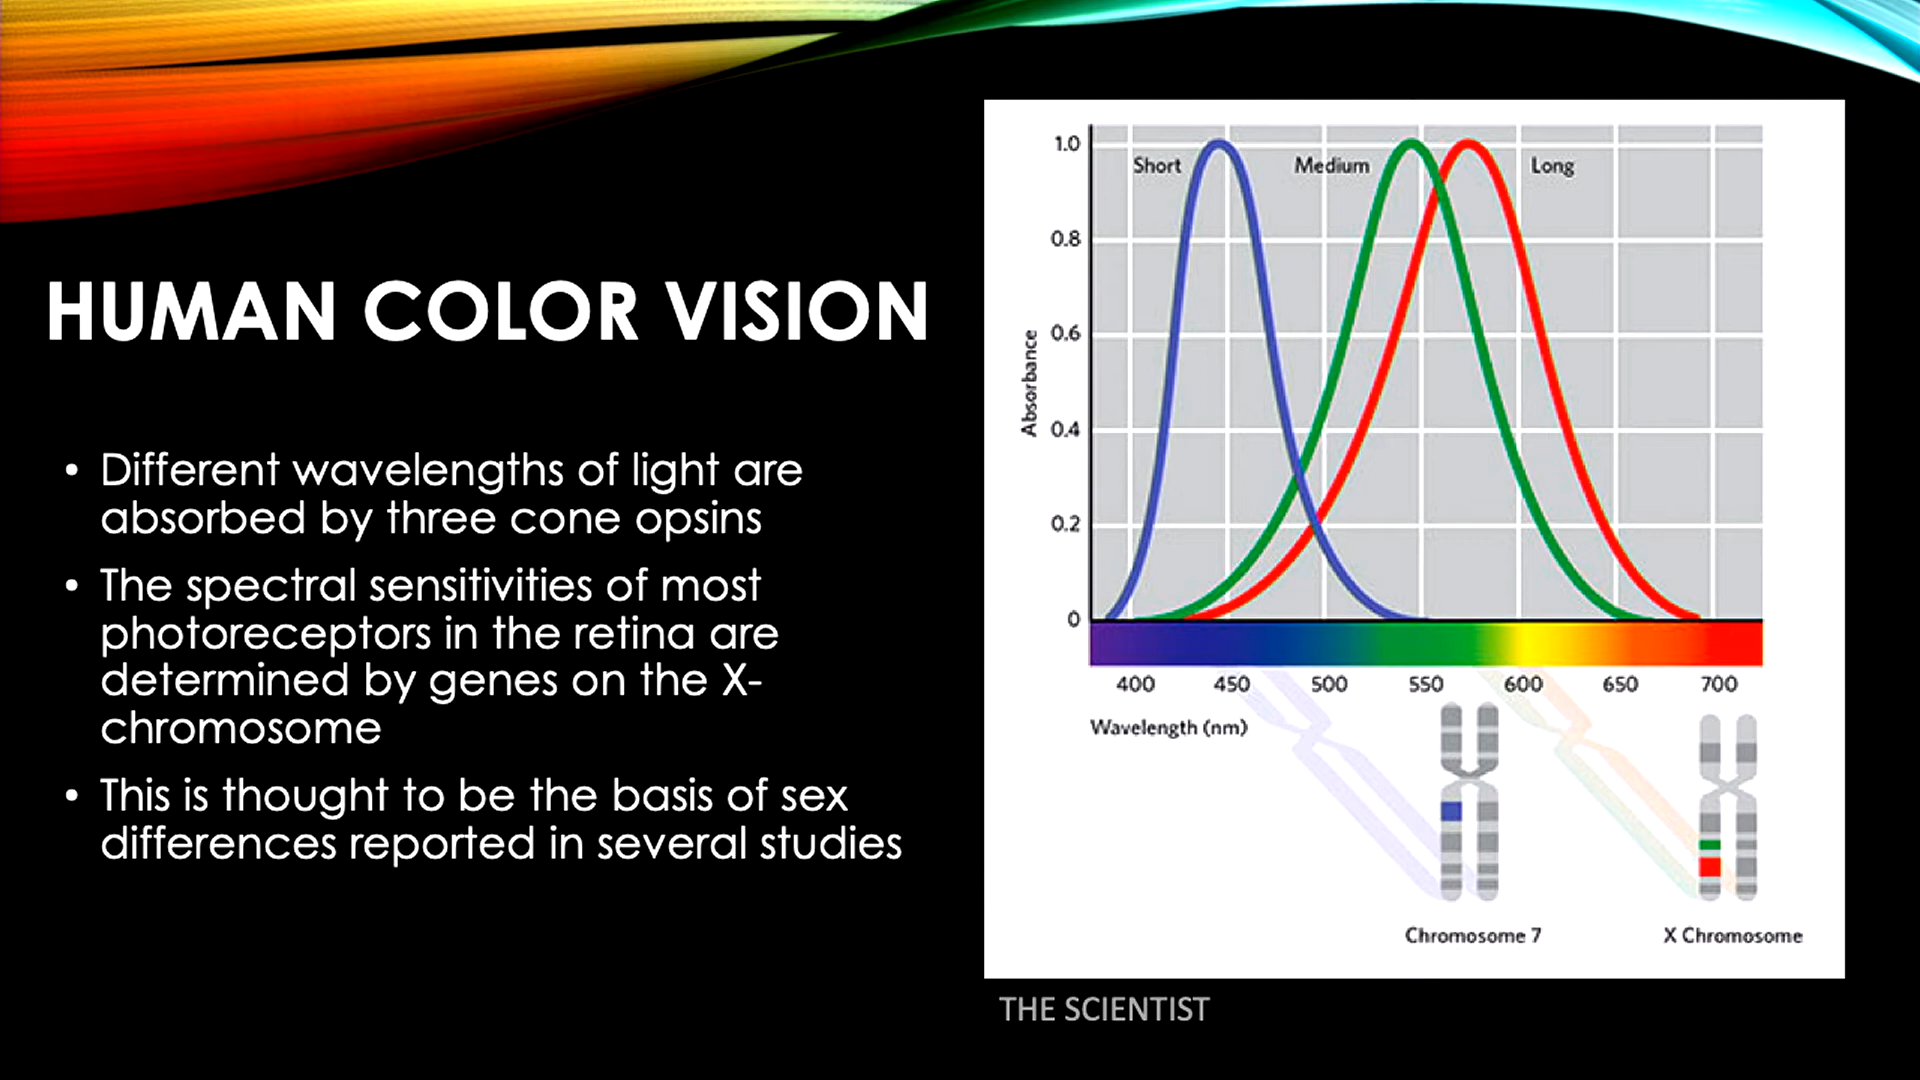 HUMAN COLOR VISION
• Different wavelengths of light are
absorbed by three cone opsins
• The spectral sensitivities of most
photoreceptors in the retina are
determined by genes on the X-
chromosome
• This is thought to be the basis of sex
differences reported in several studies
Short Medium Long
Absorbance
1.0
0.8
0.6
0.4
0.2
0
400 450 500 550 600 650 700
Wavelength (nm)
Chromosome 7
X Chromosome
THE SCIENTIST